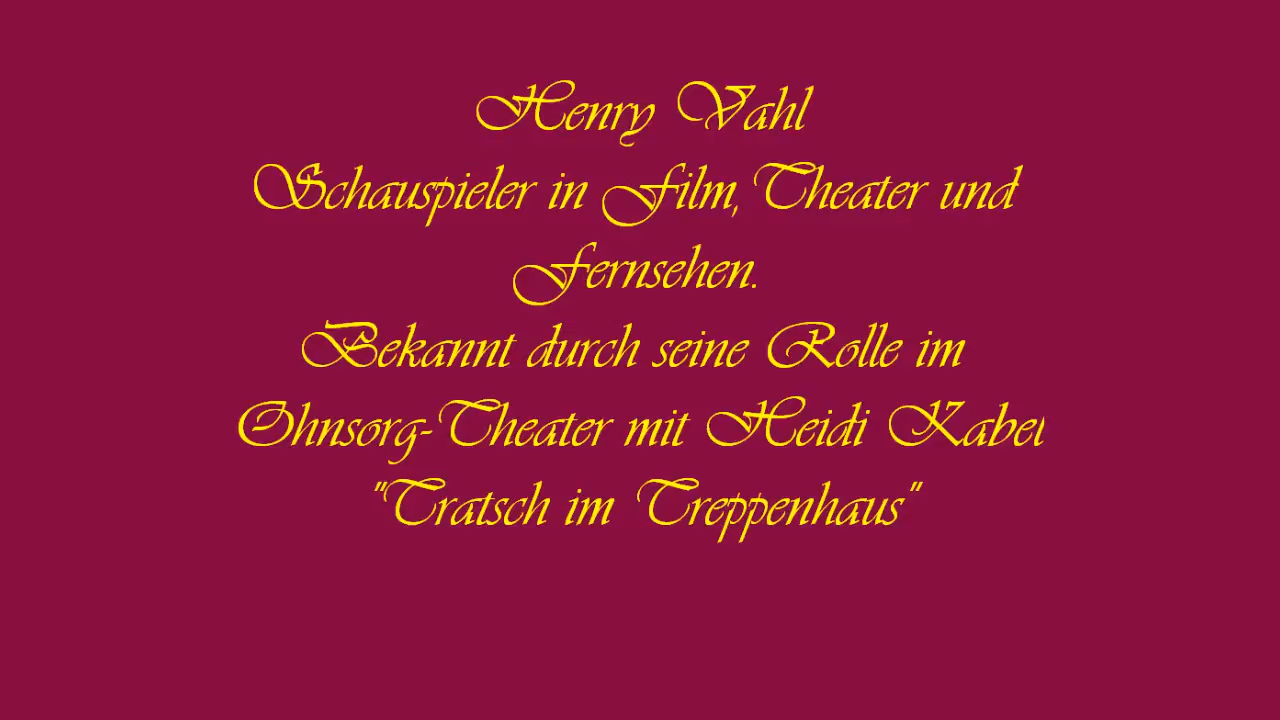 Henry Vahl
Schauspieler in Film, Theater und
Fernsehen.
Bekannt durch seine Rolle im
Ohnsorg-Theater mit Heidi Kabel
"Tratsch im Treppenhaus"